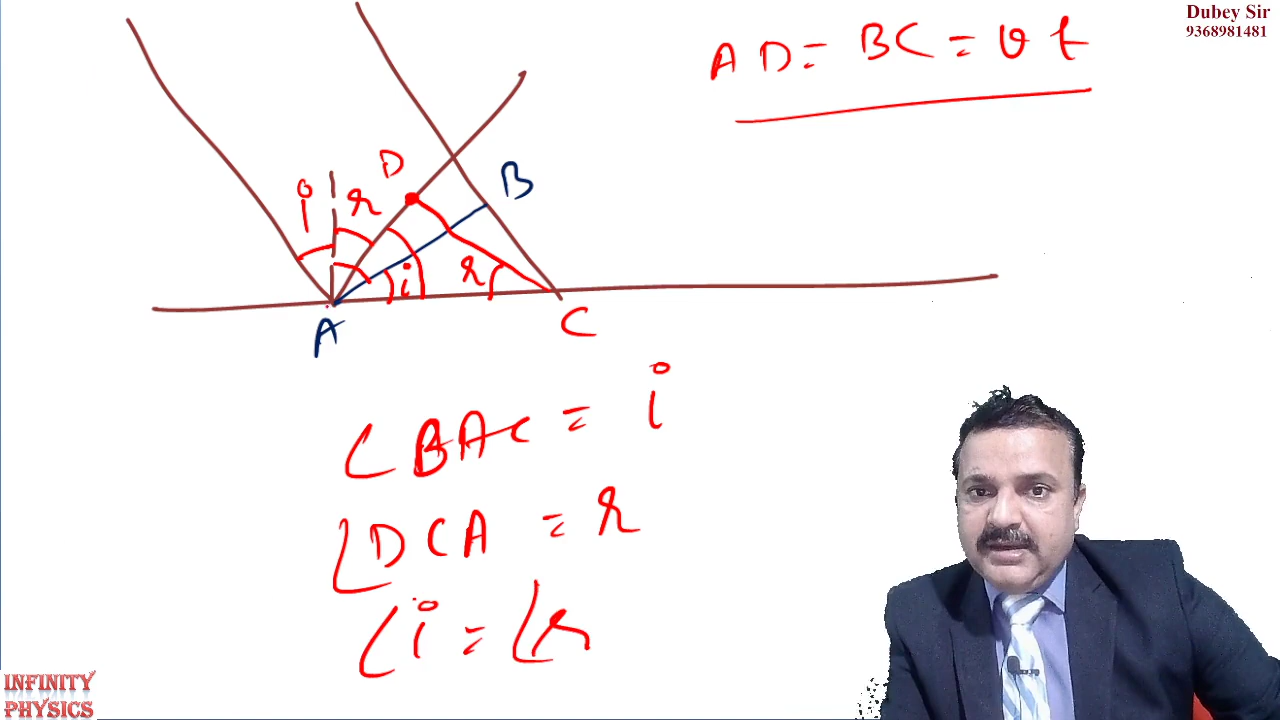 Dubey Sir
9368981481
AD = BC = vt
D
B
i
r
i
r
A
C
∠BAC = i
∠DCA = r
∠i = ∠r
INFINITY
PHYSICS